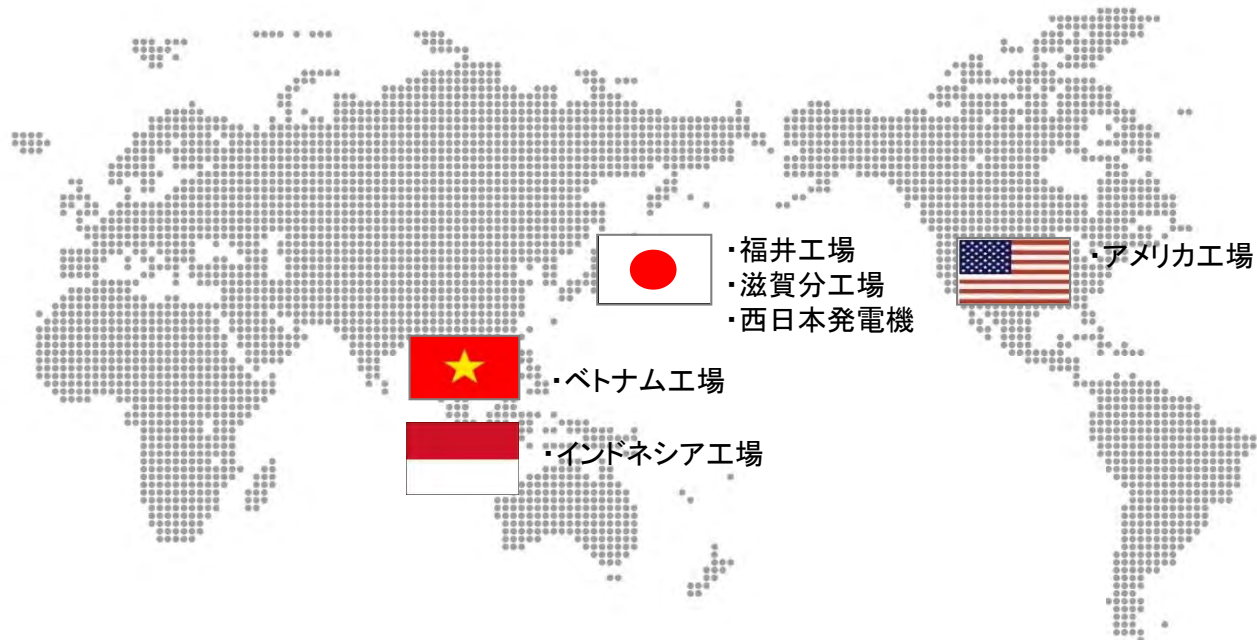 ・福井工場
・滋賀分工場
・西日本発電機
・アメリカ工場
・ベトナム工場
・インドネシア工場